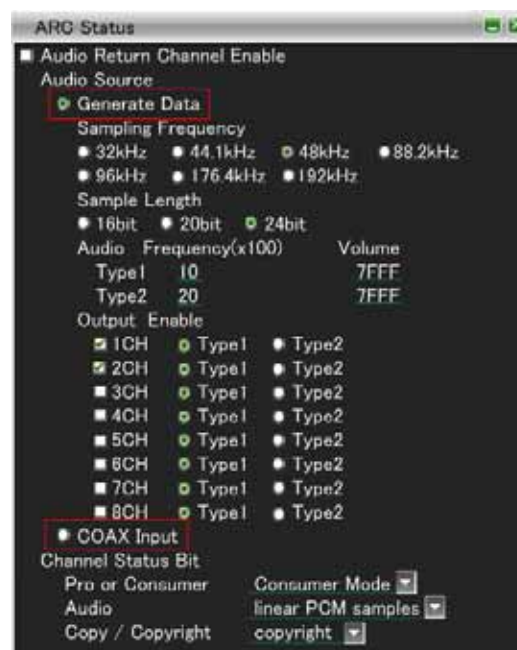 ARC Status
Audio Return Channel Enable
Audio Source
Generate Data
Sampling Frequency
32kHz 44.1kHz 48kHz 88.2kHz
96kHz 176.4kHz 192kHz
Sample Length
16bit 20bit 24bit
Audio Frequency(x100) Volume
Type1 10 7FFF
Type2 20 7FFF
Output Enable
1CH Type1 Type2
2CH Type1 Type2
3CH Type1 Type2
4CH Type1 Type2
5CH Type1 Type2
6CH Type1 Type2
7CH Type1 Type2
8CH Type1 Type2
COAX Input
Channel Status Bit
Pro or Consumer Consumer Mode
Audio linear PCM samples
Copy / Copyright copyright